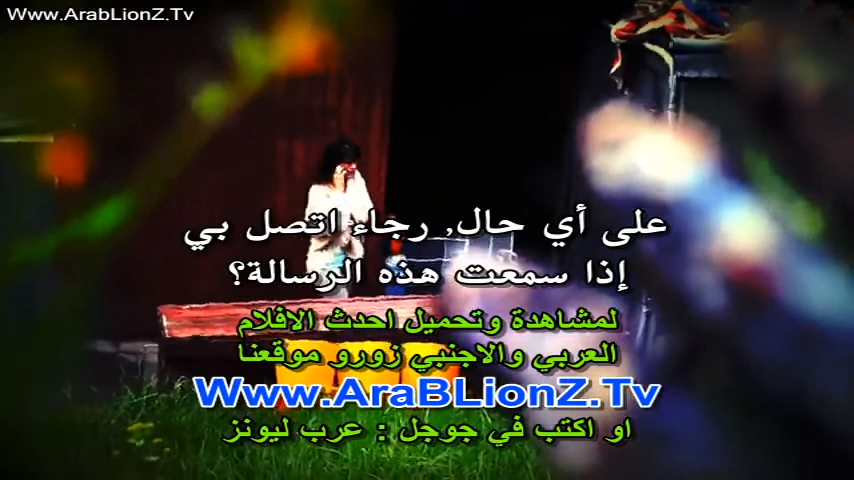 Www.ArabLionZ.Tv
على أي حال, رجاء اتصل بي
إذا سمعت هذه الرسالة؟
لمشاهدة وتحميل احدث الافلام
العربي والاجنبي زورو موقعنا
Www.AraBLionZ.Tv
او اكتب في جوجل : عرب ليونز